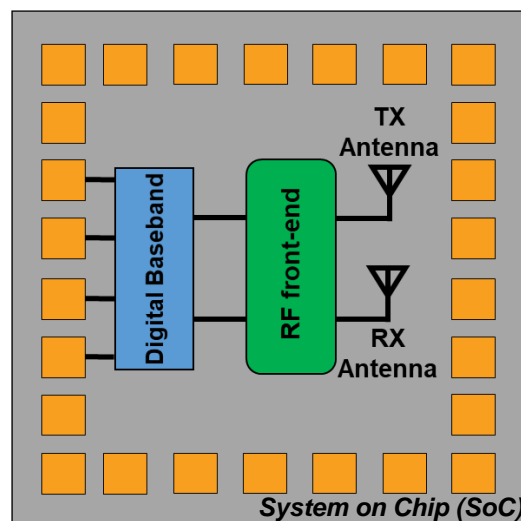 TX
Antenna
Digital Baseband
RF front-end
RX
Antenna
System on Chip (SoC)